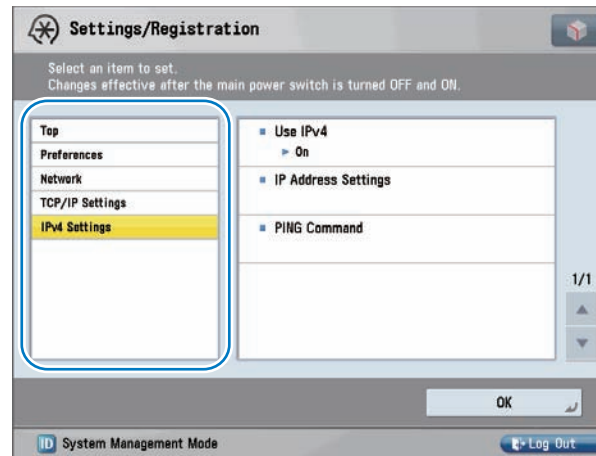 Settings/Registration
Select an item to set.
Changes effective after the main power switch is turned OFF and ON.
Top
Preferences
Network
TCP/IP Settings
IPv4 Settings
Use IPv4
On
IP Address Settings
PING Command
1/1
OK
ID System Management Mode
Log Out